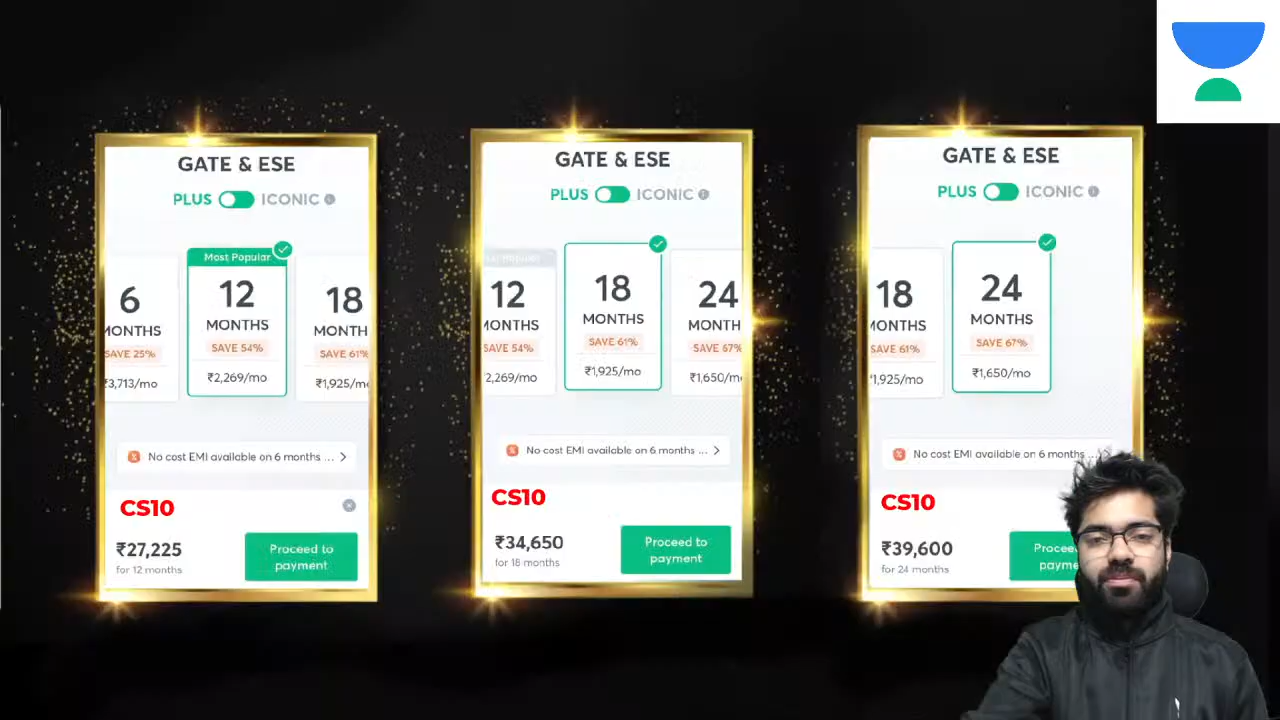 GATE & ESE
PLUS ICONIC
Most Popular
6
MONTHS
SAVE 25%
₹3,713/mo
12
MONTHS
SAVE 54%
₹2,269/mo
18
MONTH
SAVE 61%
₹1,925/m
No cost EMI available on 6 months ...
CS10
₹27,225
for 12 months
Proceed to
payment
GATE & ESE
PLUS ICONIC
12
MONTHS
SAVE 54%
2,269/mo
18
MONTHS
SAVE 61%
₹1,925/mo
24
MONTH
SAVE 67%
₹1,650/m
No cost EMI available on 6 months ...
CS10
₹34,650
for 18 months
Proceed to
payment
GATE & ESE
PLUS ICONIC
18
MONTHS
SAVE 61%
1,925/mo
24
MONTHS
SAVE 67%
₹1,650/mo
No cost EMI available on 6 months ...
CS10
₹39,600
for 24 months
Proceed
payme